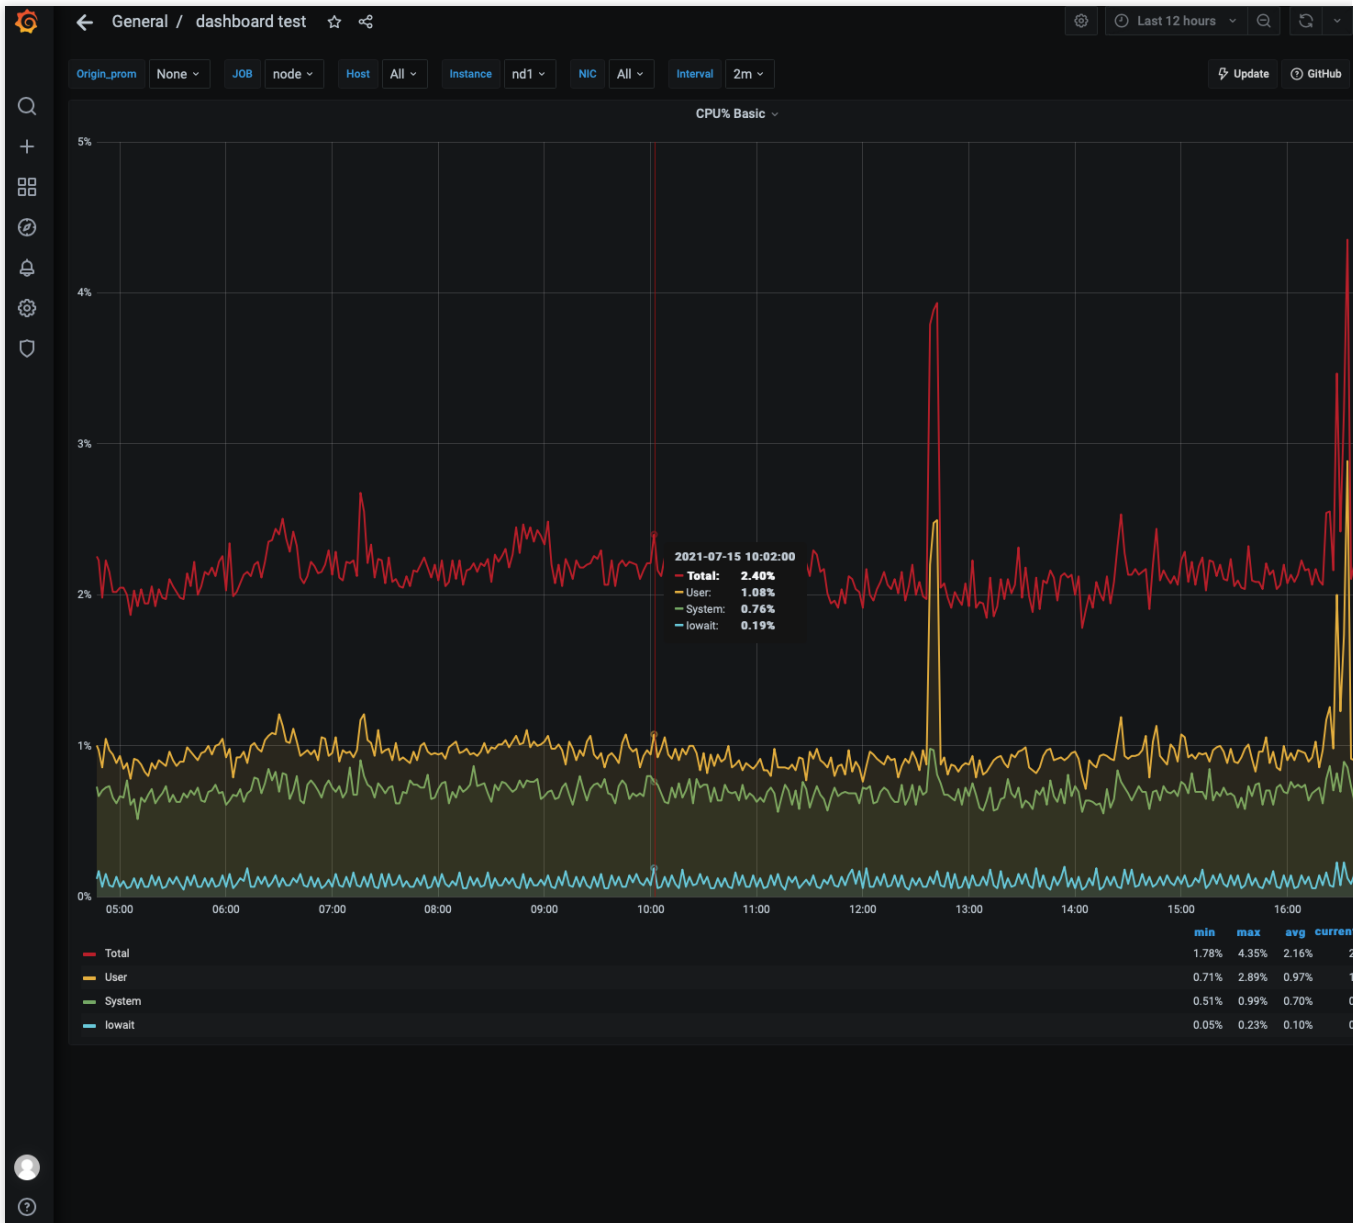 General / dashboard test
Last 12 hours
Origin_prom None JOB node Host All Instance nd1 NIC All Interval 2m Update GitHub
CPU% Basic
5%
4%
3%
2%
1%
0%
2021-07-15 10:02:00
Total: 2.40%
User: 1.08%
System: 0.76%
Iowait: 0.19%
05:00 06:00 07:00 08:00 09:00 10:00 11:00 12:00 13:00 14:00 15:00 16:00
min max avg current
Total 1.78% 4.35% 2.16% 2
User 0.71% 2.89% 0.97% 1
System 0.51% 0.99% 0.70% 0
Iowait 0.05% 0.23% 0.10% 0